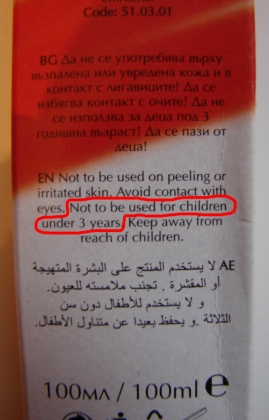 Code: 51.03.01
BG Да не се употребява върху
възпалена или увредена кожа и в
контакт с лигавиците! Да се
избягва контакт с очите! Да не
се използва за деца под 3
годишна възраст! Да се пази от
деца!
EN Not to be used on peeling or
irritated skin. Avoid contact with
eyes. Not to be used for children
under 3 years. Keep away from
reach of children.
AE لا يستخدم المنتج على البشرة المتهيجة
أو المقشرة . تجنب ملامسته للعيون.
و لا يستخدم للأطفال دون سن
الثلاثة .و يحفظ بعيدا عن متناول الأطفال.
100мл / 100ml e